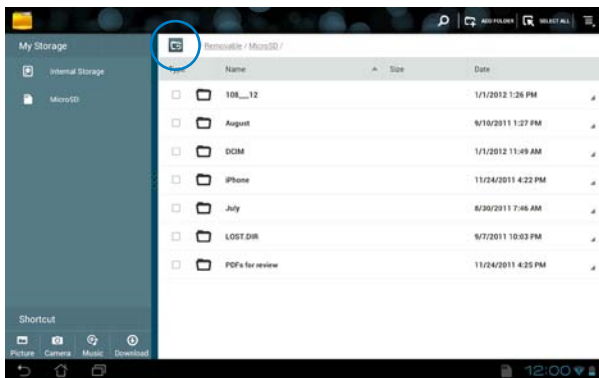 ADD FOLDER SELECT ALL
My Storage
Internal Storage
MicroSD
Removable / MicroSD /
Type Name Size Date
108__12 1/1/2012 1:26 PM
August 9/10/2011 1:27 PM
DCIM 1/1/2012 11:49 AM
iPhone 11/24/2011 4:22 PM
July 8/30/2011 7:46 AM
LOST.DIR 9/7/2011 10:03 PM
PDFs for review 11/24/2011 4:25 PM
Shortcut
Picture Camera Music Download
12:00